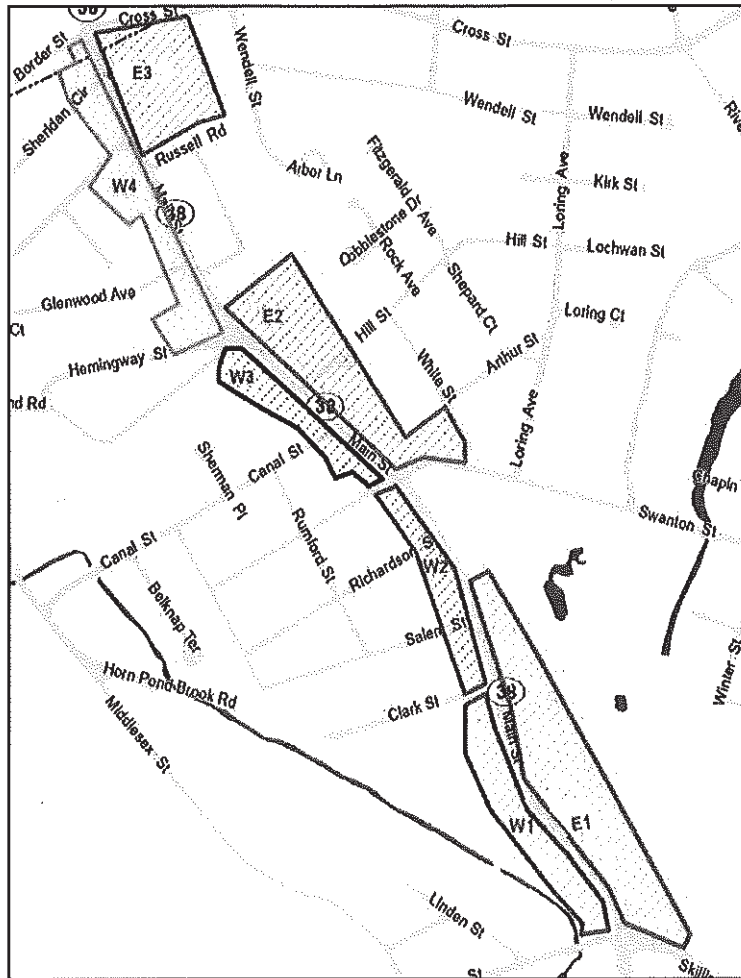 38
Cross St
Border St
Sheridan Cir
E3
Russell Rd
Wendell St
Cross St
Wendell St
Wendell St
W4
Main St
38
Arbor Ln
Fitzgerald Dr
Ave
Cobblestone Dr
Rock Ave
Kirk St
Loring Ave
Hill St
Lochwan St
Shepard Ct
Glenwood Ave
Ct
E2
Hill St
Loring Ct
Hemingway St
W3
White St
Arthur St
38
Main St
Loring Ave
Canal St
Sherman Pl
Chapin
Swanton St
Canal St
Rumford St
Richardson S
W2
Belknap Ter
Salem St
Horn Pond Brook Rd
Winter St
Clark St
38
Main St
Middlesex St
W1
E1
Linden St
St